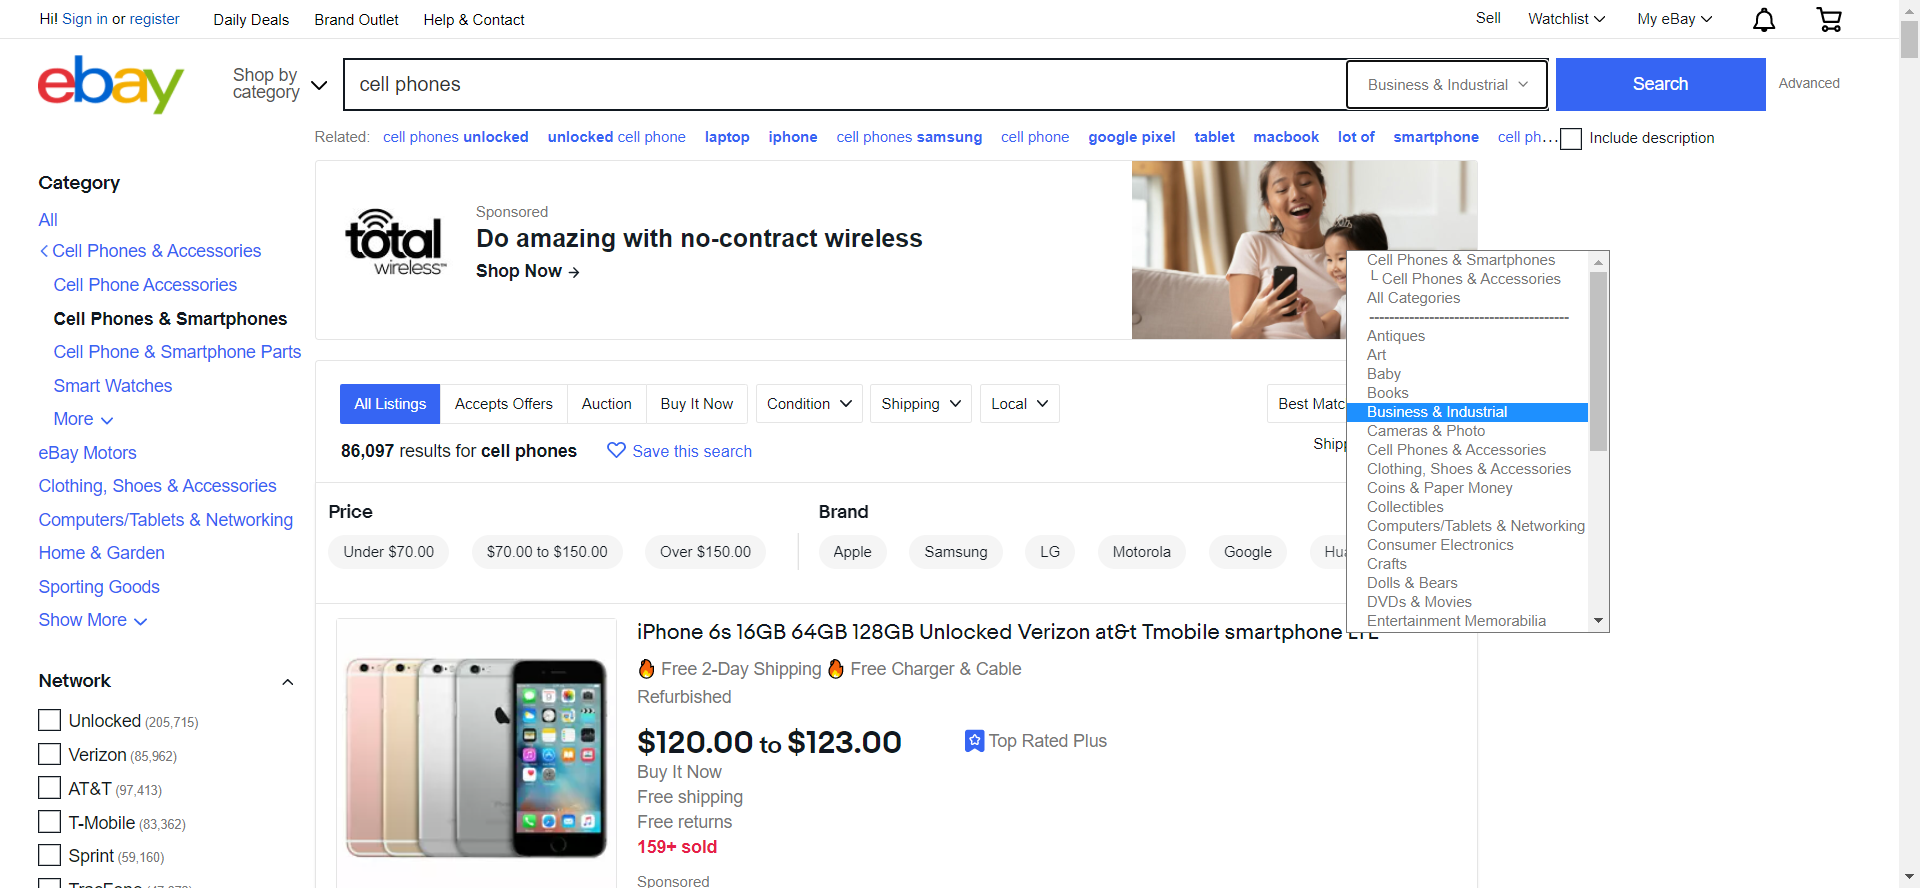 Hi! Sign in or register
Daily Deals
Brand Outlet
Help & Contact
Sell
Watchlist
My eBay
ebay
Shop by
category
cell phones
Business & Industrial
Search
Advanced
Related: cell phones unlocked unlocked cell phone laptop iphone cell phones samsung cell phone google pixel tablet macbook lot of smartphone cell ph...
Include description
Category
All
Cell Phones & Accessories
Cell Phone Accessories
Cell Phones & Smartphones
Cell Phone & Smartphone Parts
Smart Watches
More
eBay Motors
Clothing, Shoes & Accessories
Computers/Tablets & Networking
Home & Garden
Sporting Goods
Show More
Network
Unlocked (205,715)
Verizon (85,962)
AT&T (97,413)
T-Mobile (83,362)
Sprint (59,160)
total
wireless
Sponsored
Do amazing with no-contract wireless
Shop Now →
All Listings
Accepts Offers
Auction
Buy It Now
Condition
Shipping
Local
Best Matc
86,097 results for cell phones
Save this search
Shipp
Price
Under $70.00
$70.00 to $150.00
Over $150.00
Brand
Apple
Samsung
LG
Motorola
Google
Hua
iPhone 6s 16GB 64GB 128GB Unlocked Verizon at&t Tmobile smartphone LTE
Free 2-Day Shipping Free Charger & Cable
Refurbished
$120.00 to $123.00
Top Rated Plus
Buy It Now
Free shipping
Free returns
159+ sold
Sponsored
Cell Phones & Smartphones
└ Cell Phones & Accessories
All Categories
----------------------------------------
Antiques
Art
Baby
Books
Business & Industrial
Cameras & Photo
Cell Phones & Accessories
Clothing, Shoes & Accessories
Coins & Paper Money
Collectibles
Computers/Tablets & Networking
Consumer Electronics
Crafts
Dolls & Bears
DVDs & Movies
Entertainment Memorabilia